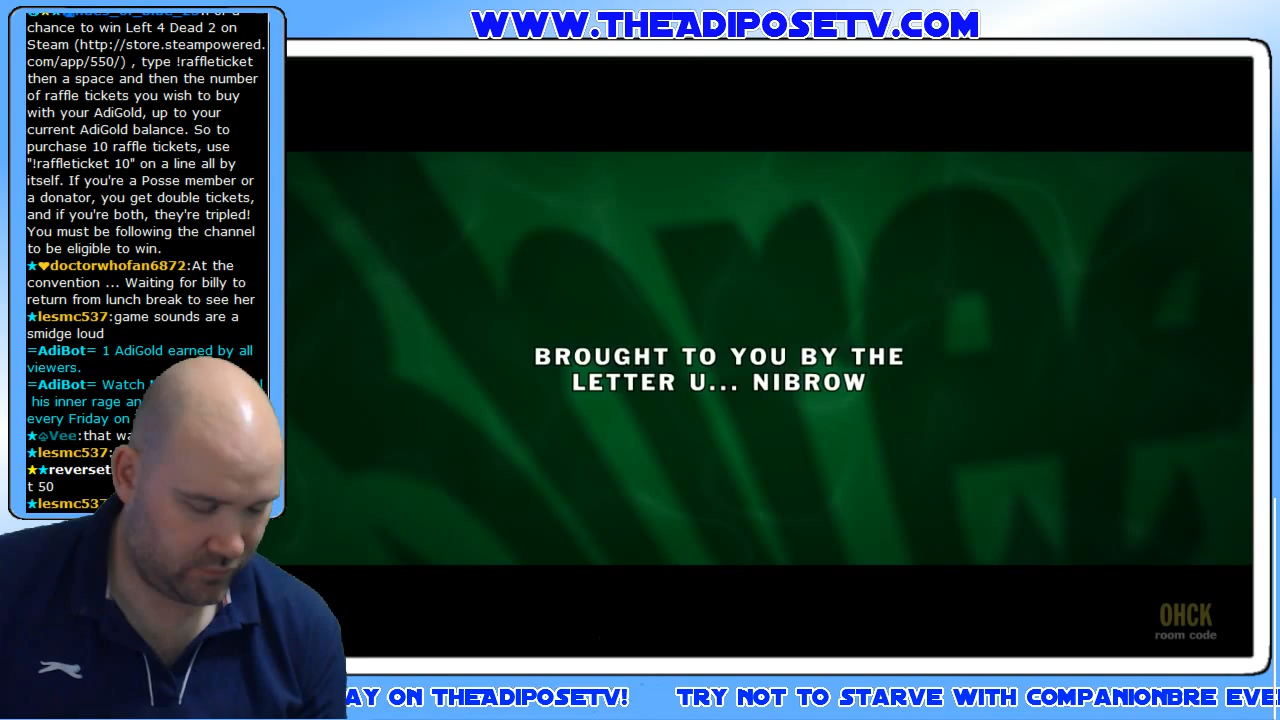 WWW.THEADIPOSETV.COM
chance to win Left 4 Dead 2 on
Steam (http://store.steampowered.
com/app/550/) , type !raffleticket
then a space and then the number
of raffle tickets you wish to buy
with your AdiGold, up to your
current AdiGold balance. So to
purchase 10 raffle tickets, use
"!raffleticket 10" on a line all by
itself. If you're a Posse member or
a donator, you get double tickets,
and if you're both, they're tripled!
You must be following the channel
to be eligible to win.
doctorwhofan6872:At the
convention ... Waiting for billy to
return from lunch break to see her
lesmc537:game sounds are a
smidge loud
=AdiBot= 1 AdiGold earned by all
viewers.
=AdiBot= Watch
his inner rage
every Friday on
Vee:that
lesmc537:
t 50
lesmc537
BROUGHT TO YOU BY THE
LETTER U... NIBROW
OHCK
room code
AY ON THEADIPOSETV! TRY NOT TO STARVE WITH COMPANIONBRE